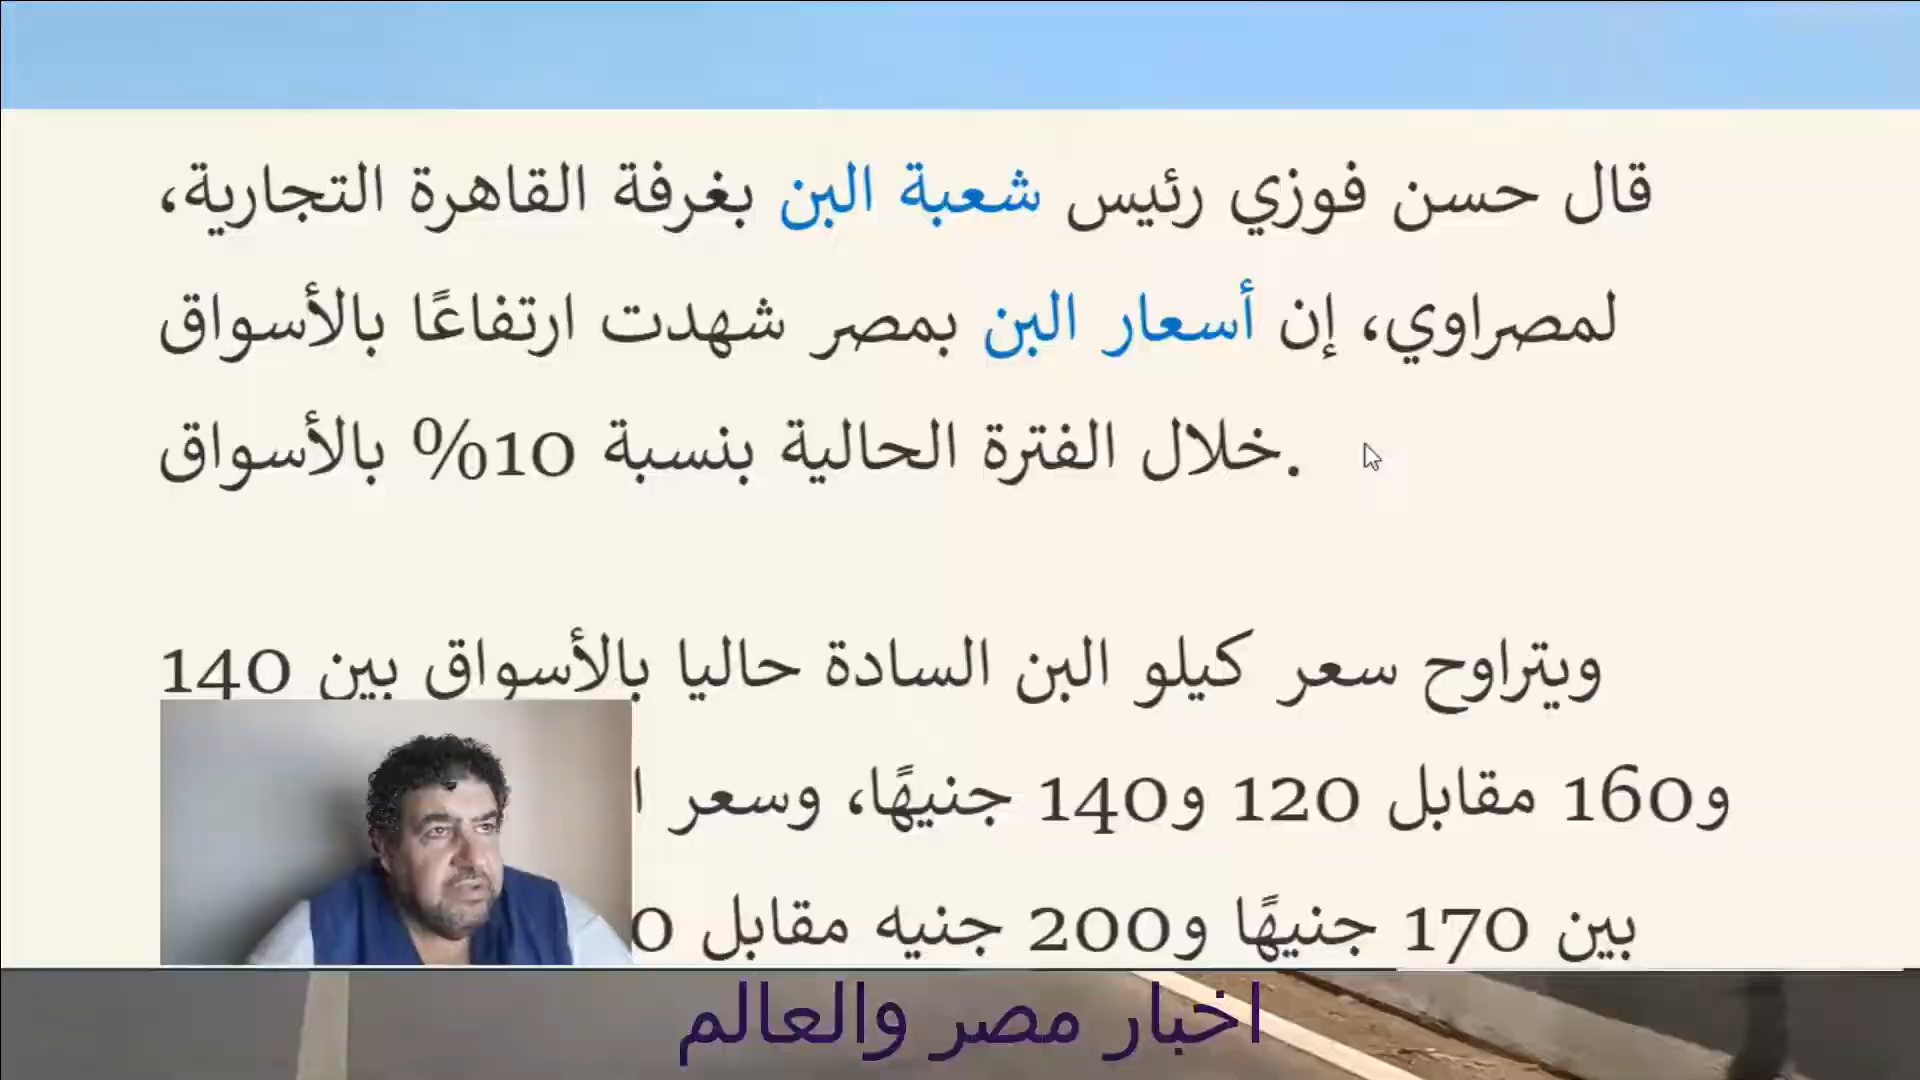 قال حسن فوزي رئيس شعبة البن بغرفة القاهرة التجارية،
لمصراوي، إن أسعار البن بمصر شهدت ارتفاعًا بالأسواق
.خلال الفترة الحالية بنسبة 10% بالأسواق
ويتراوح سعر كيلو البن السادة حاليا بالأسواق بين 140
و160 مقابل 120 و140 جنيهًا، وسعر
بين 170 جنيهًا و200 جنيه مقابل
اخبار مصر والعالم